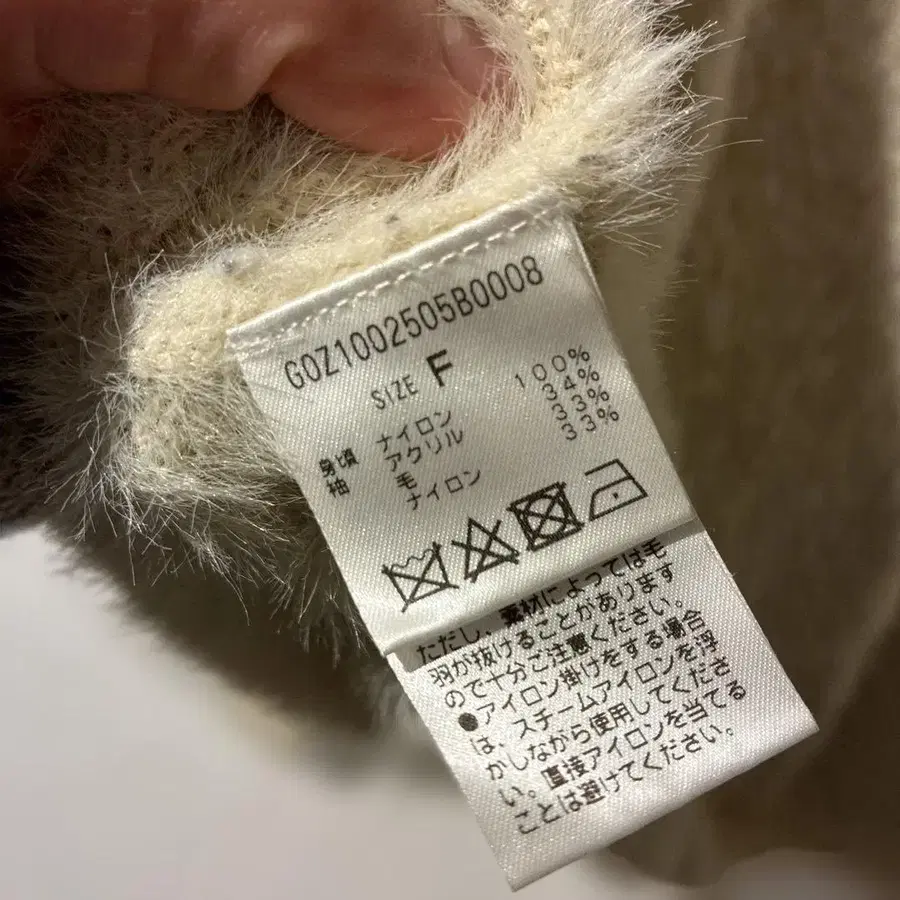 G0Z1002505B0008
SIZE F
身頃 ナイロン 100%
袖 アクリル 34%
毛 33%
ナイロン 33%
ただし、素材によっては毛
羽が抜けることがあります
ので十分ご注意ください。
●アイロン掛けをする場合
は、スチームアイロンを浮
かしながら使用してくださ
い。直接アイロンを当てる
ことは避けてください。